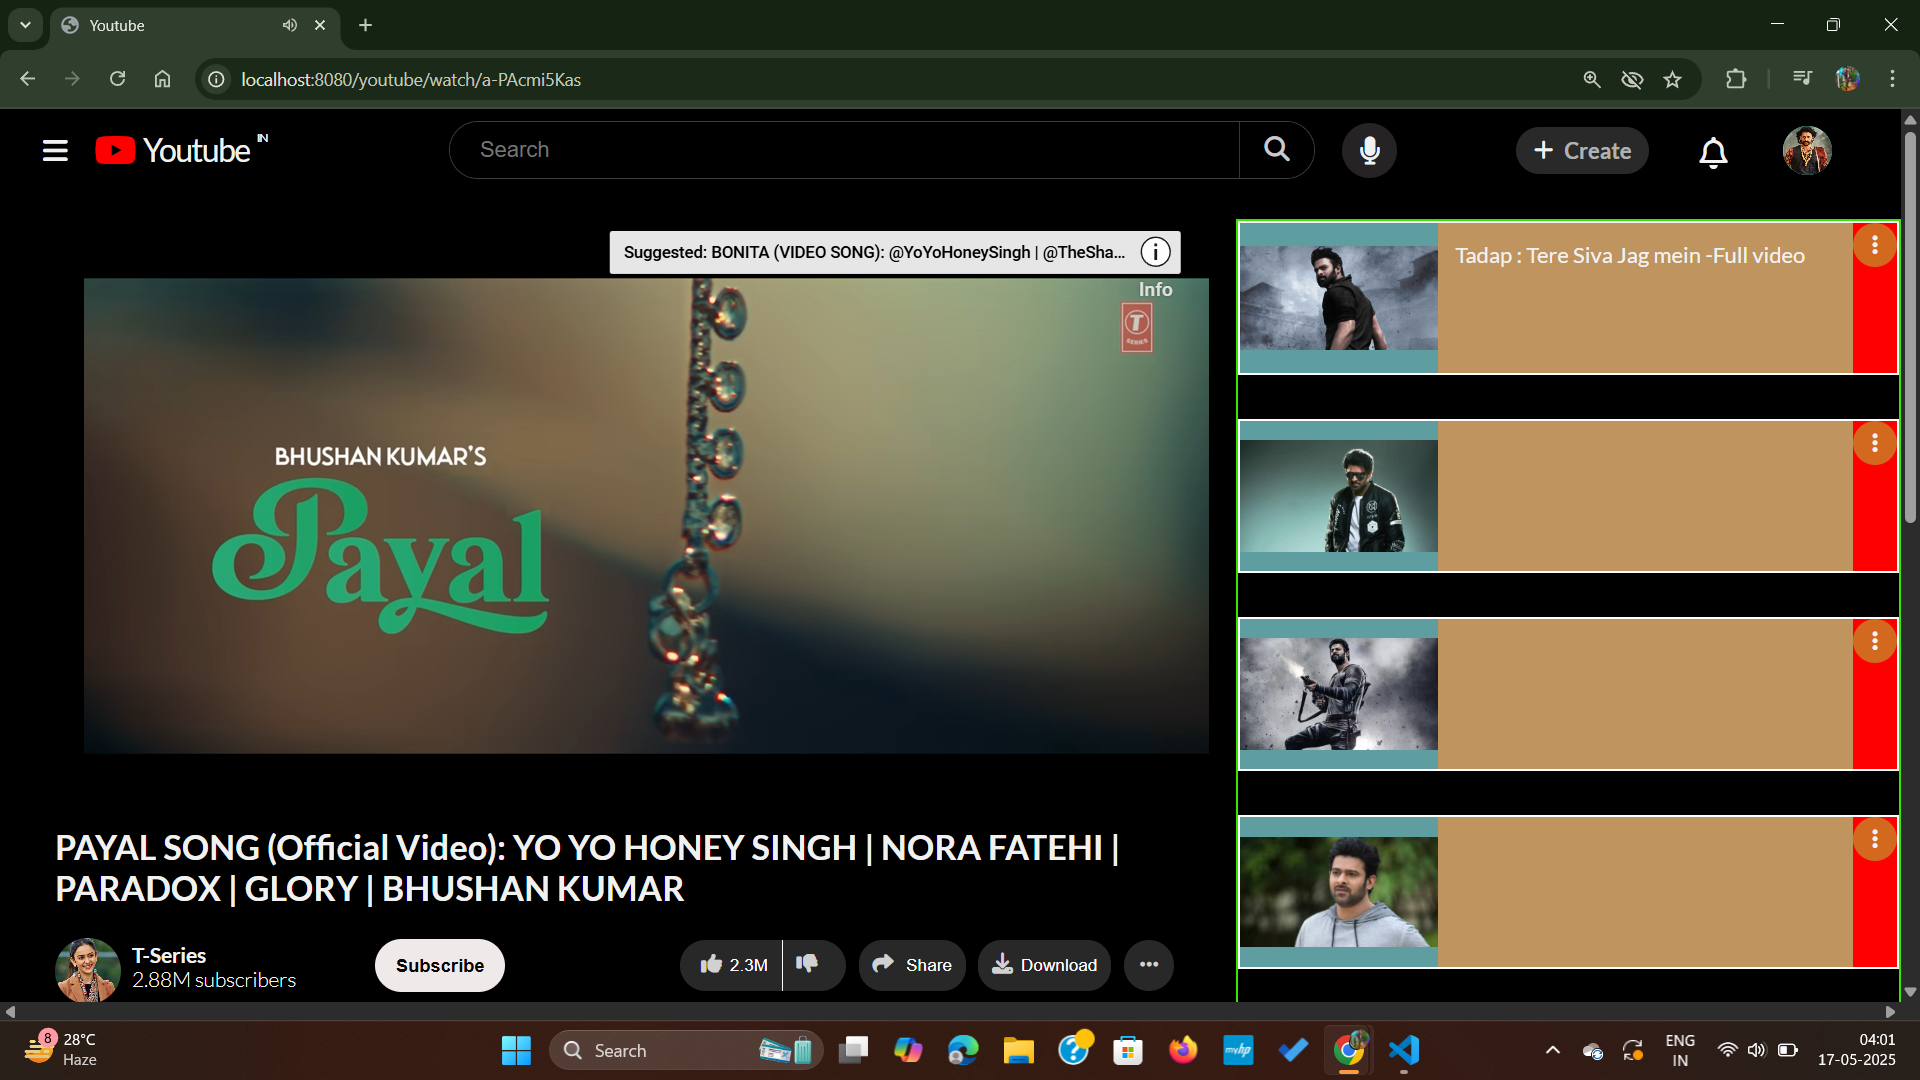 Youtube
localhost:8080/youtube/watch/a-PAcmi5Kas
Youtube IN
Search
Create
Suggested: BONITA (VIDEO SONG): @YoYoHoneySingh | @TheSha...
Info
T
SERIES
BHUSHAN KUMAR'S
Payal
Tadap : Tere Siva Jag mein -Full video
PAYAL SONG (Official Video): YO YO HONEY SINGH | NORA FATEHI |
PARADOX | GLORY | BHUSHAN KUMAR
T-Series
2.88M subscribers
Subscribe
2.3M
Share
Download
8
28°C
Haze
Search
myhp
ENG
IN
04:01
17-05-2025